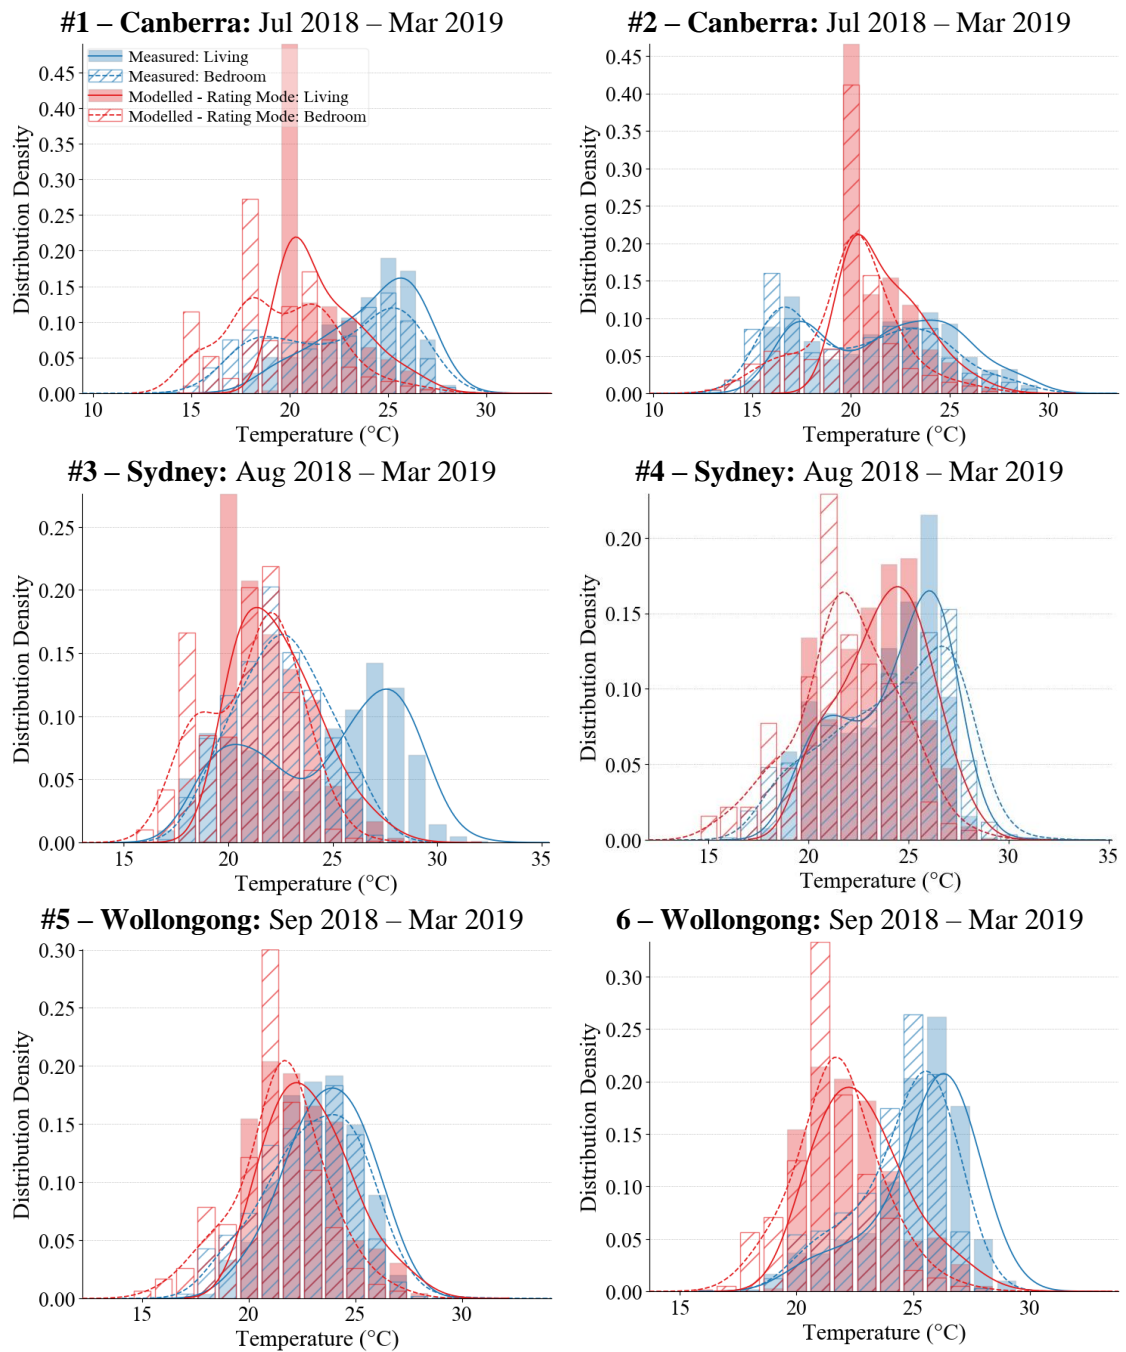 #1 – Canberra: Jul 2018 – Mar 2019
Measured: Living
Measured: Bedroom
Modelled - Rating Mode: Living
Modelled - Rating Mode: Bedroom
Distribution Density
0.45
0.40
0.35
0.30
0.25
0.20
0.15
0.10
0.05
0.00
10 15 20 25 30
Temperature (°C)
#2 – Canberra: Jul 2018 – Mar 2019
Distribution Density
0.45
0.40
0.35
0.30
0.25
0.20
0.15
0.10
0.05
0.00
10 15 20 25 30
Temperature (°C)
#3 – Sydney: Aug 2018 – Mar 2019
Distribution Density
0.25
0.20
0.15
0.10
0.05
0.00
15 20 25 30 35
Temperature (°C)
#4 – Sydney: Aug 2018 – Mar 2019
Distribution Density
0.20
0.15
0.10
0.05
0.00
15 20 25 30 35
Temperature (°C)
#5 – Wollongong: Sep 2018 – Mar 2019
Distribution Density
0.30
0.25
0.20
0.15
0.10
0.05
0.00
15 20 25 30
Temperature (°C)
6 – Wollongong: Sep 2018 – Mar 2019
Distribution Density
0.30
0.25
0.20
0.15
0.10
0.05
0.00
15 20 25 30
Temperature (°C)